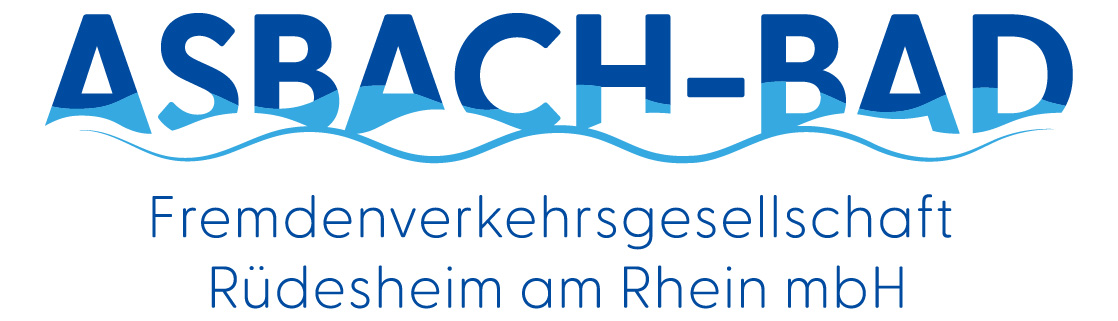 ASBACH-BAD
Fremdenverkehrsgesellschaft
Rüdesheim am Rhein mbH